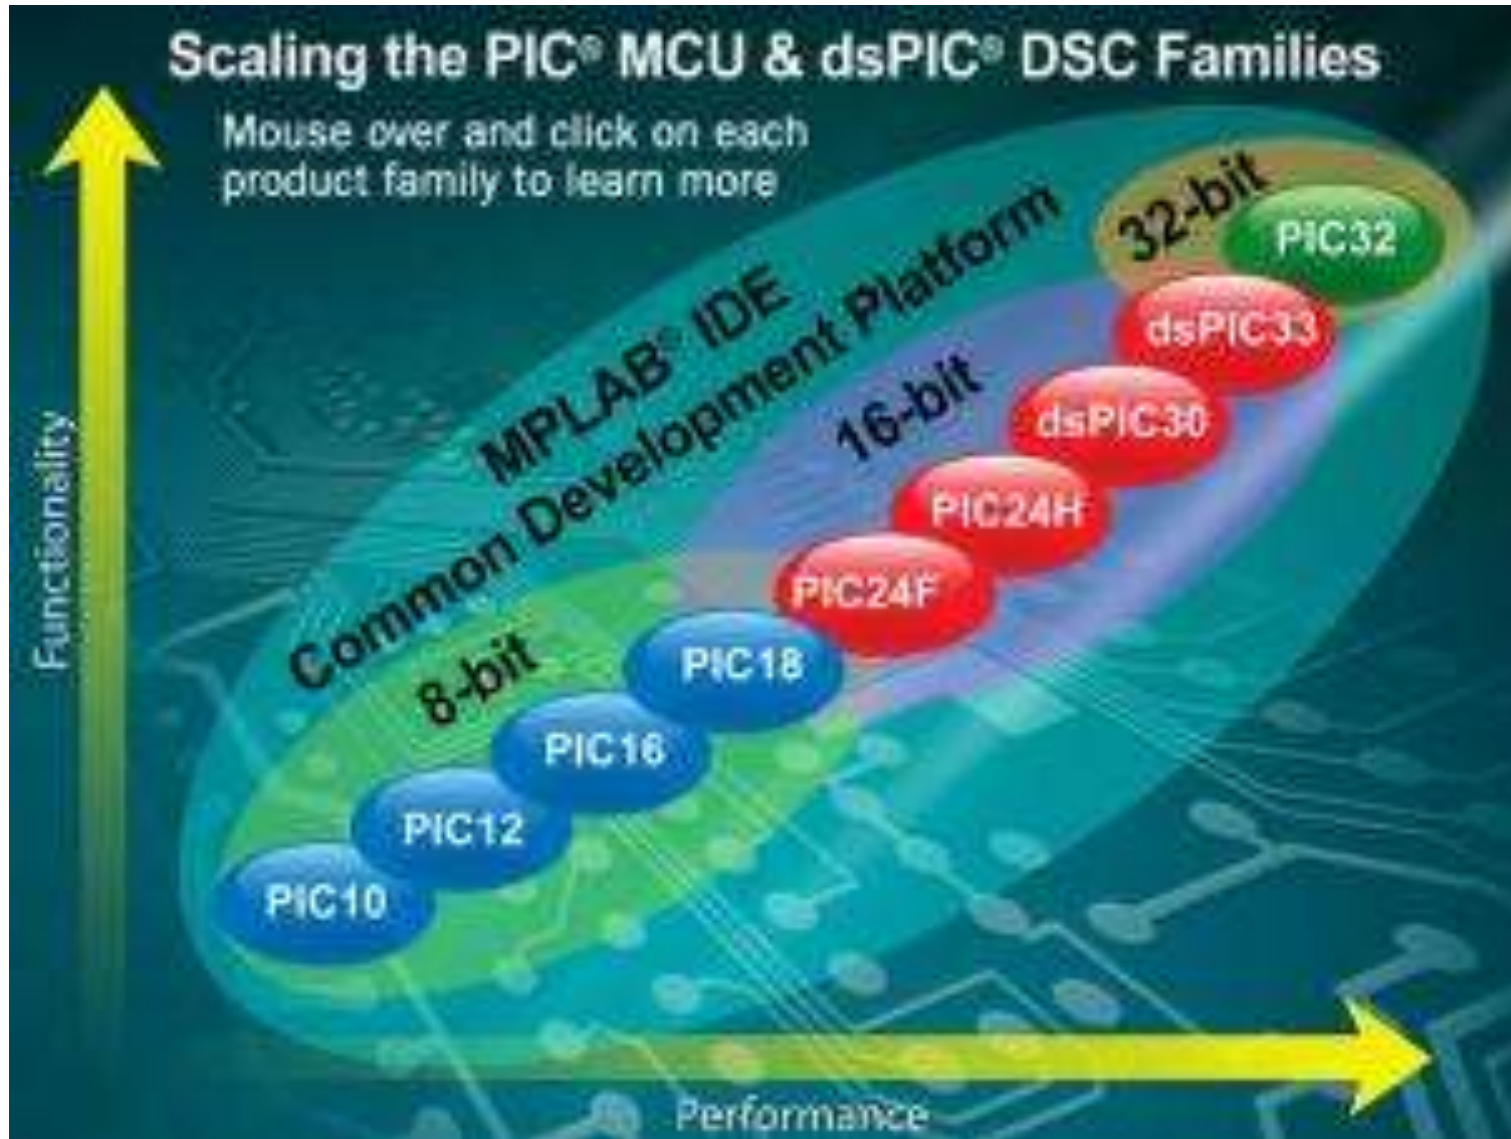 Scaling the PIC® MCU & dsPIC® DSC Families
Mouse over and click on each
product family to learn more
32-bit
PIC32
MPLAB® IDE
Common Development Platform
dsPIC33
16-bit
dsPIC30
PIC24H
PIC24F
8-bit
PIC18
PIC16
PIC12
PIC10
Functionality
Performance